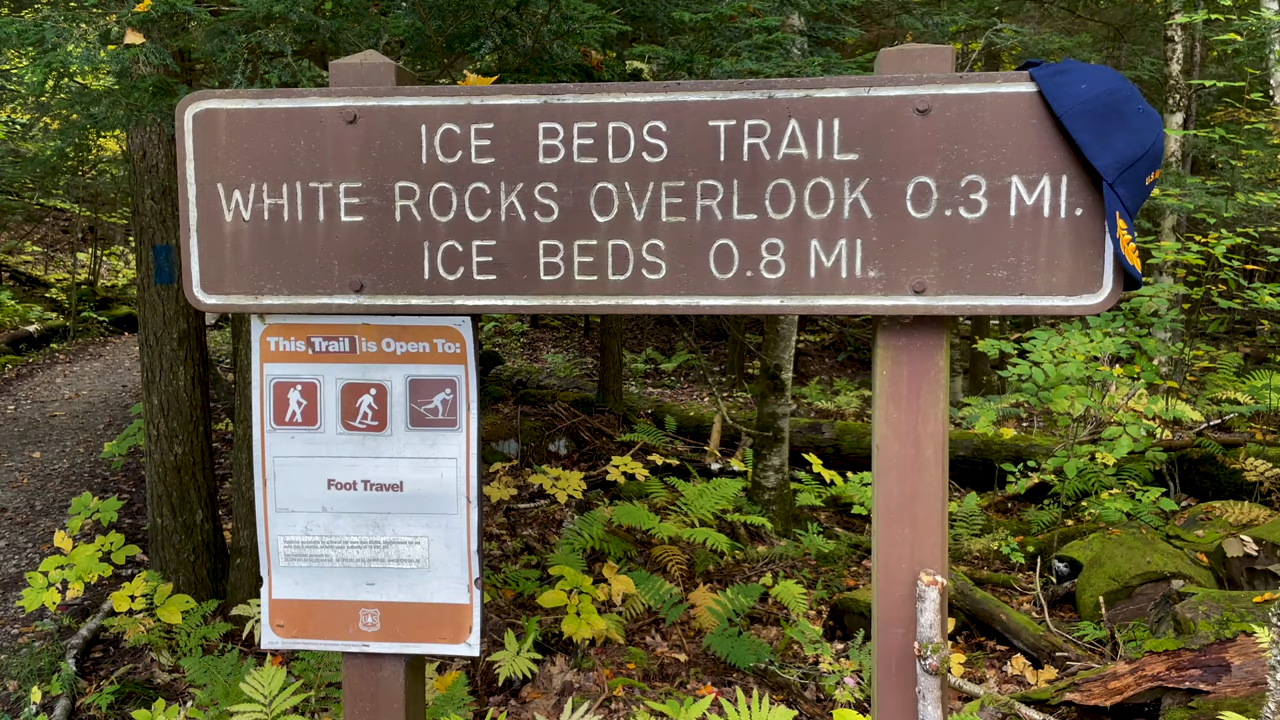 ICE BEDS TRAIL
WHITE ROCKS OVERLOOK 0.3 MI.
ICE BEDS 0.8 MI.
This Trail is Open To:
Foot Travel
U.S.
UAS